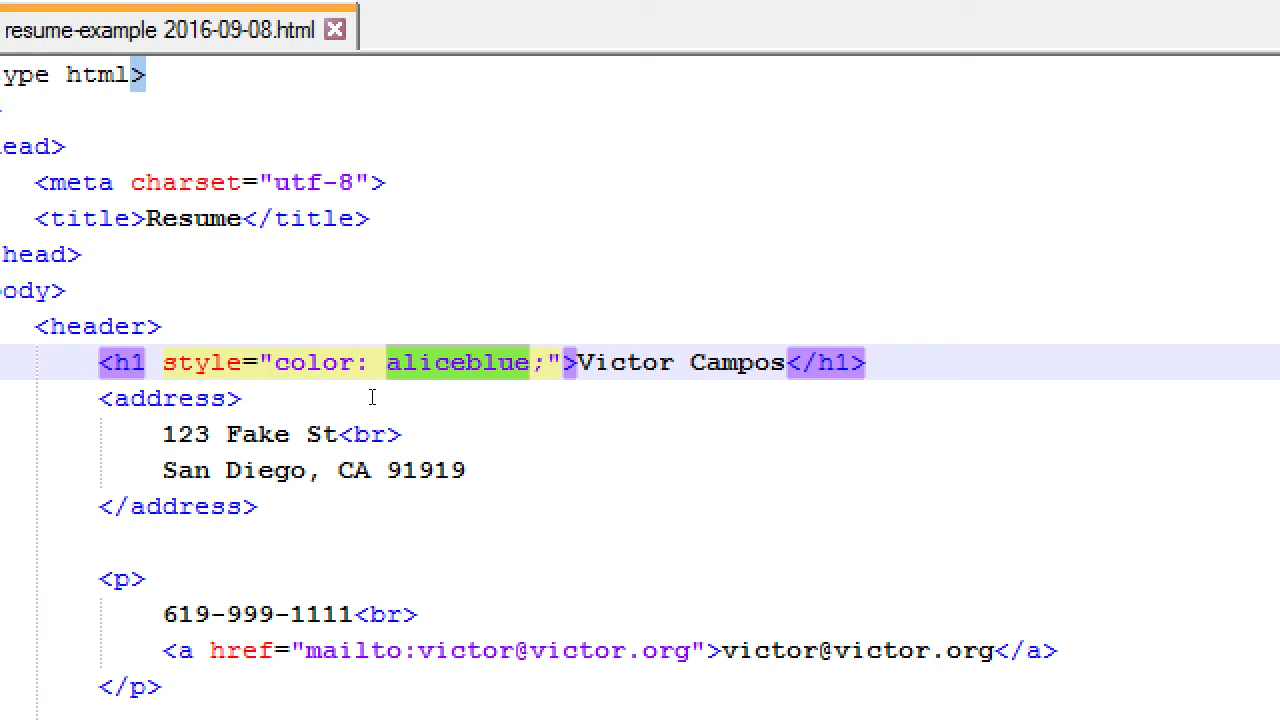 resume-example 2016-09-08.html
ype html>
ead>
<meta charset="utf-8">
<title>Resume</title>
head>
ody>
<header>
<h1 style="color: aliceblue;">Victor Campos</h1>
<address>
123 Fake St<br>
San Diego, CA 91919
</address>
<p>
619-999-1111<br>
<a href="mailto:victor@victor.org">victor@victor.org</a>
</p>